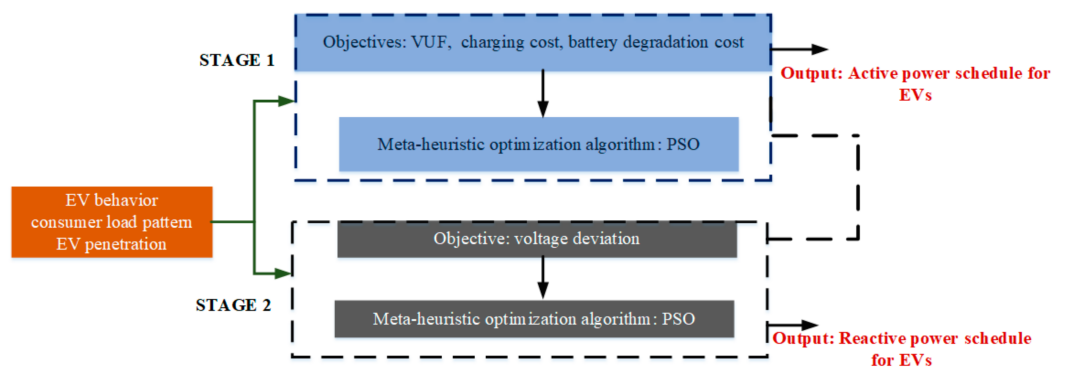 Objectives: VUF, charging cost, battery degradation cost
STAGE 1
Output: Active power schedule for
EVs
Meta-heuristic optimization algorithm: PSO
EV behavior
consumer load pattern
EV penetration
Objective: voltage deviation
STAGE 2
Meta-heuristic optimization algorithm: PSO
Output: Reactive power schedule
for EVs